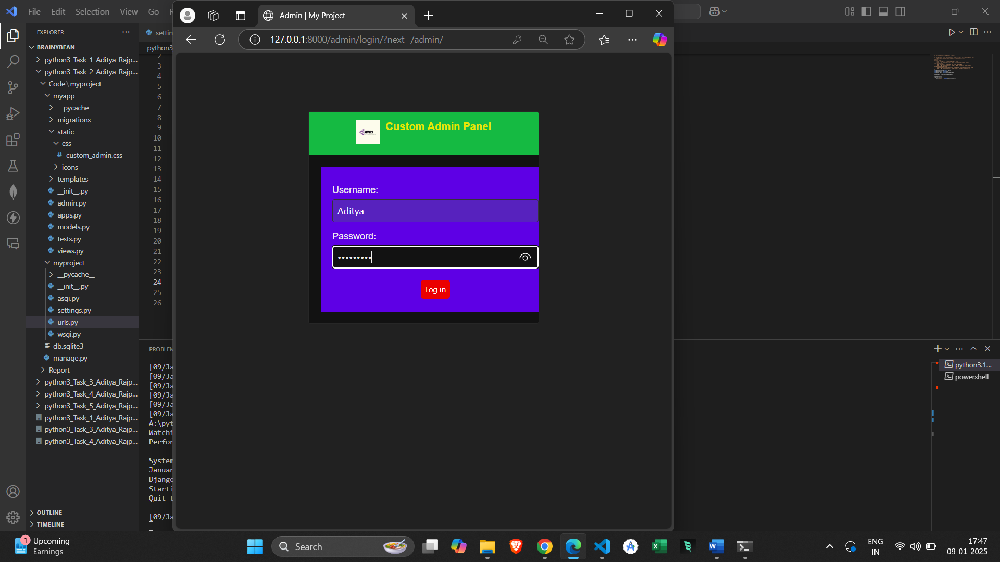 File Edit Selection View Go
Admin | My Project
127.0.0.1:8000/admin/login/?next=/admin/
EXPLORER
BRAINYBEAN
python3_Task_1_Aditya_Rajp...
python3_Task_2_Aditya_Rajp...
Code\myproject
myapp
__pycache__
migrations
static
css
# custom_admin.css
icons
templates
__init__.py
admin.py
apps.py
models.py
tests.py
views.py
myproject
__pycache__
__init__.py
asgi.py
settings.py
urls.py
wsgi.py
db.sqlite3
manage.py
Report
python3_Task_3_Aditya_Rajp...
python3_Task_4_Aditya_Rajp...
python3_Task_5_Aditya_Rajp...
python3_Task_1_Aditya_Rajp...
python3_Task_3_Aditya_Rajp...
python3_Task_4_Aditya_Rajp...
OUTLINE
TIMELINE
settin
python3
2
3
4
5
6
7
8
9
10
11
12
13
14
15
16
17
18
19
20
21
22
23
24
25
26
MVRS
Custom Admin Panel
Username:
Aditya
Password:
•••••••••
Log in
PROBLEM
[09/Ja
[09/Ja
[09/Ja
[09/Ja
[09/Ja
[09/Ja
A:\pyt
Watchi
Perfor
System
Januar
Django
Starti
Quit t
[09/Ja
python3.1...
powershell
1
Upcoming
Earnings
Search
ENG
IN
17:47
09-01-2025